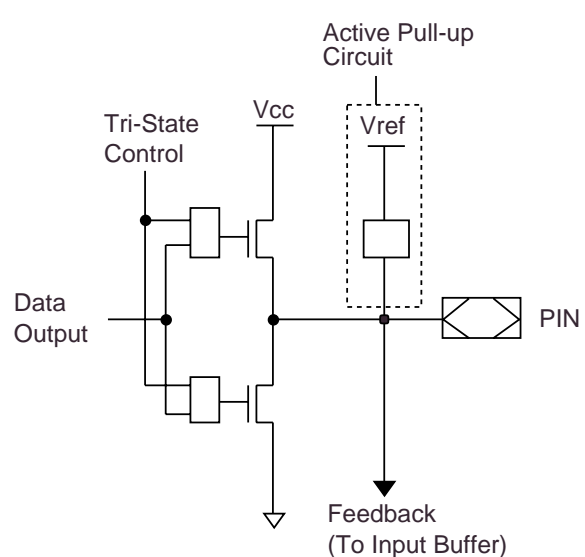 Active Pull-up
Circuit
Vcc
Vref
Tri-State
Control
Data
Output
PIN
Feedback
(To Input Buffer)